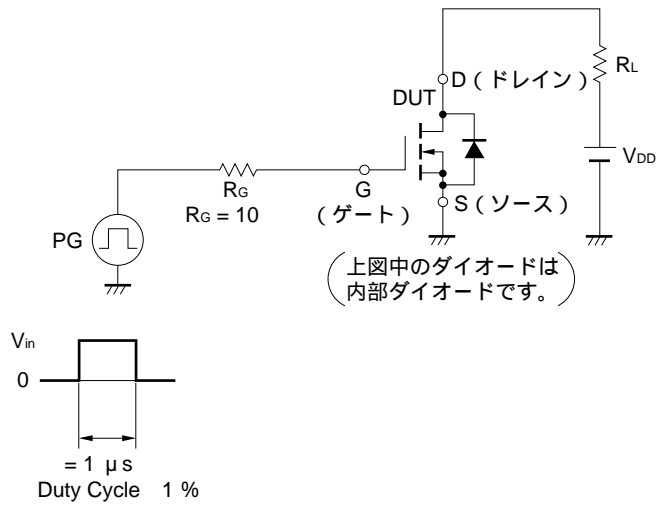 D（ドレイン）
RL
DUT
VDD
RG
RG = 10
G
（ゲート）
S（ソース）
PG
（上図中のダイオードは
内部ダイオードです。）
Vin
0
= 1 μs
Duty Cycle 1 %